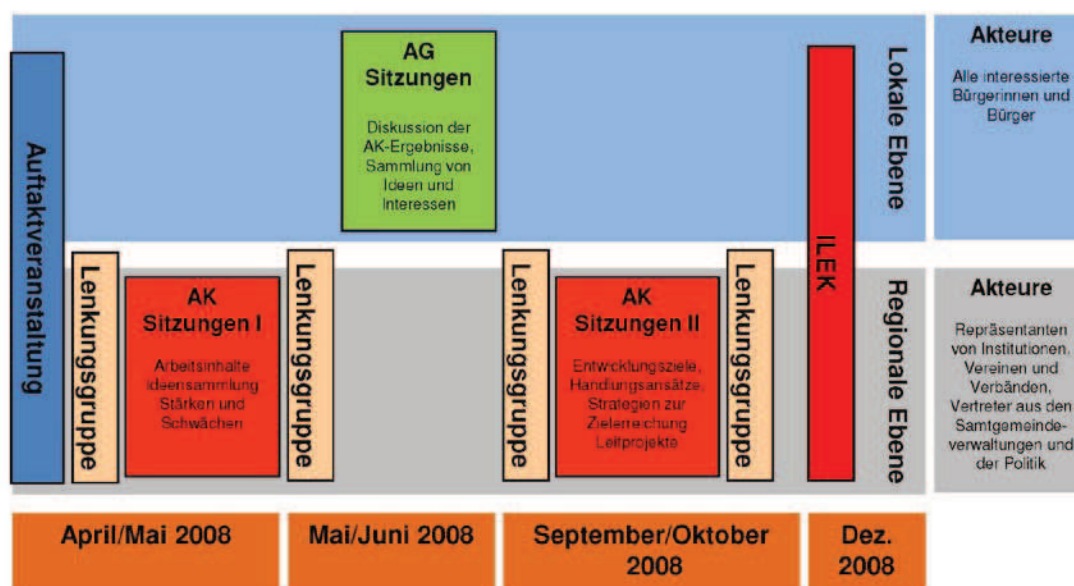 Auftaktveranstaltung
AG
Sitzungen
Diskussion der
AK-Ergebnisse,
Sammlung von
Ideen und
Interessen
ILEK
Lokale Ebene
Akteure
Alle interessierte
Bürgerinnen und
Bürger
Lenkungsgruppe
AK
Sitzungen I
Arbeitsinhalte
Ideensammlung
Stärken und
Schwächen
Lenkungsgruppe
Lenkungsgruppe
AK
Sitzungen II
Entwicklungsziele,
Handlungsansätze,
Strategien zur
Zielerreichung
Leitprojekte
Lenkungsgruppe
Regionale Ebene
Akteure
Repräsentanten
von Institutionen,
Vereinen und
Verbänden,
Vertreter aus den
Samtgemeinde-
verwaltungen und
der Politik
April/Mai 2008
Mai/Juni 2008
September/Oktober
2008
Dez.
2008